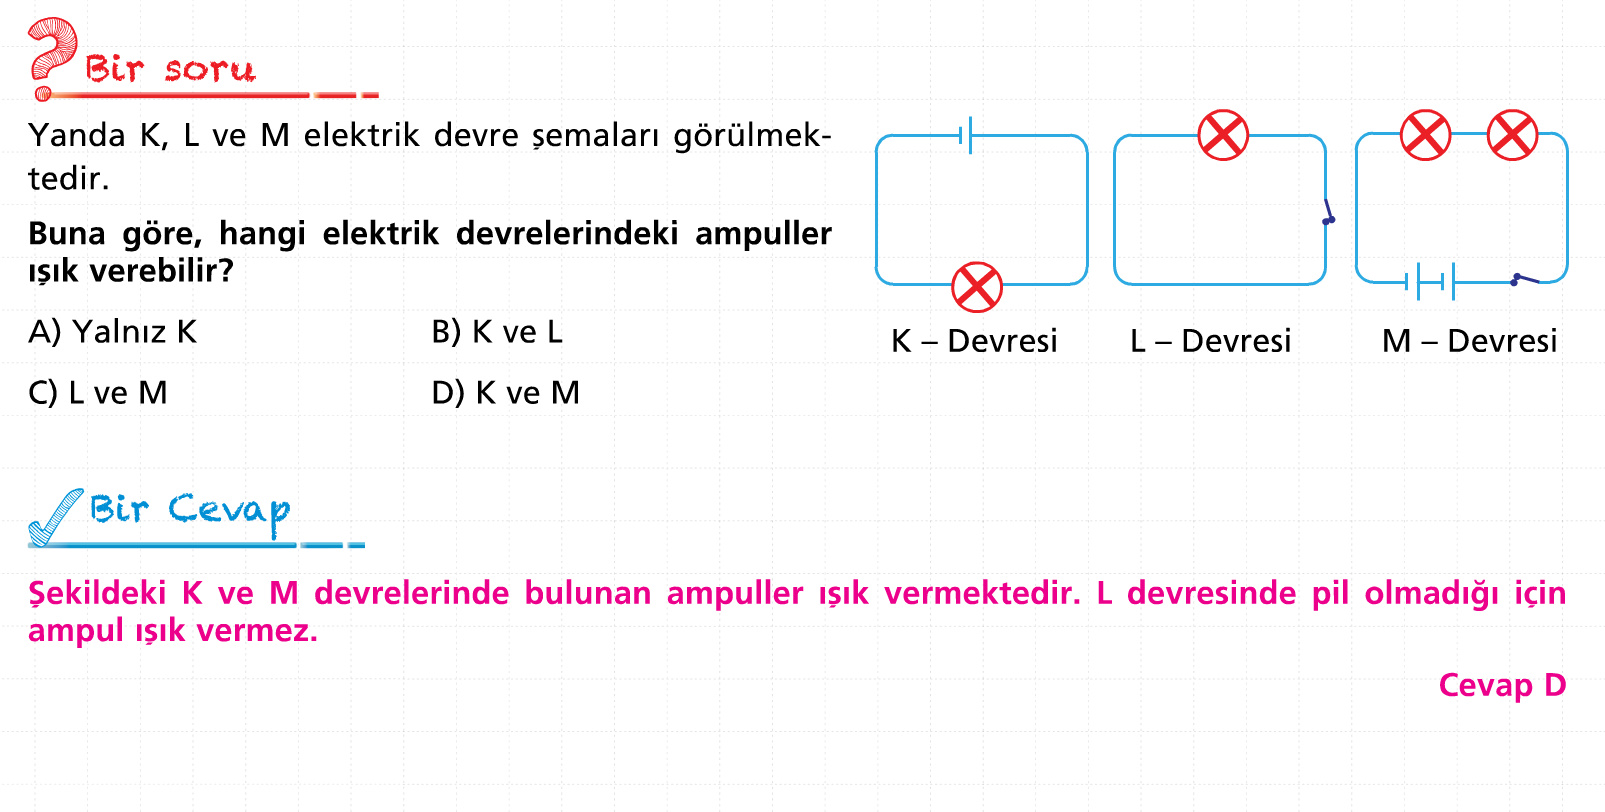 Bir soru
Yanda K, L ve M elektrik devre şemaları görülmek-
tedir.
Buna göre, hangi elektrik devrelerindeki ampuller
ışık verebilir?
A) Yalnız K
B) K ve L
C) L ve M
D) K ve M
K – Devresi
L – Devresi
M – Devresi
Bir Cevap
Şekildeki K ve M devrelerinde bulunan ampuller ışık vermektedir. L devresinde pil olmadığı için
ampul ışık vermez.
Cevap D